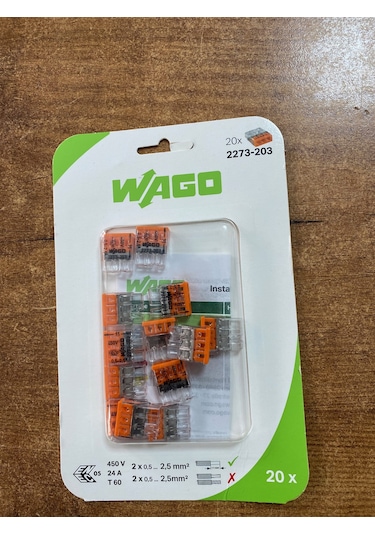 20x
2273-203
WAGO
Insta
05
450 V
24 A
T 60
2 x 0,5 ... 2,5 mm² ✓
2 x 0,5 ... 2,5mm² ✗
20 x